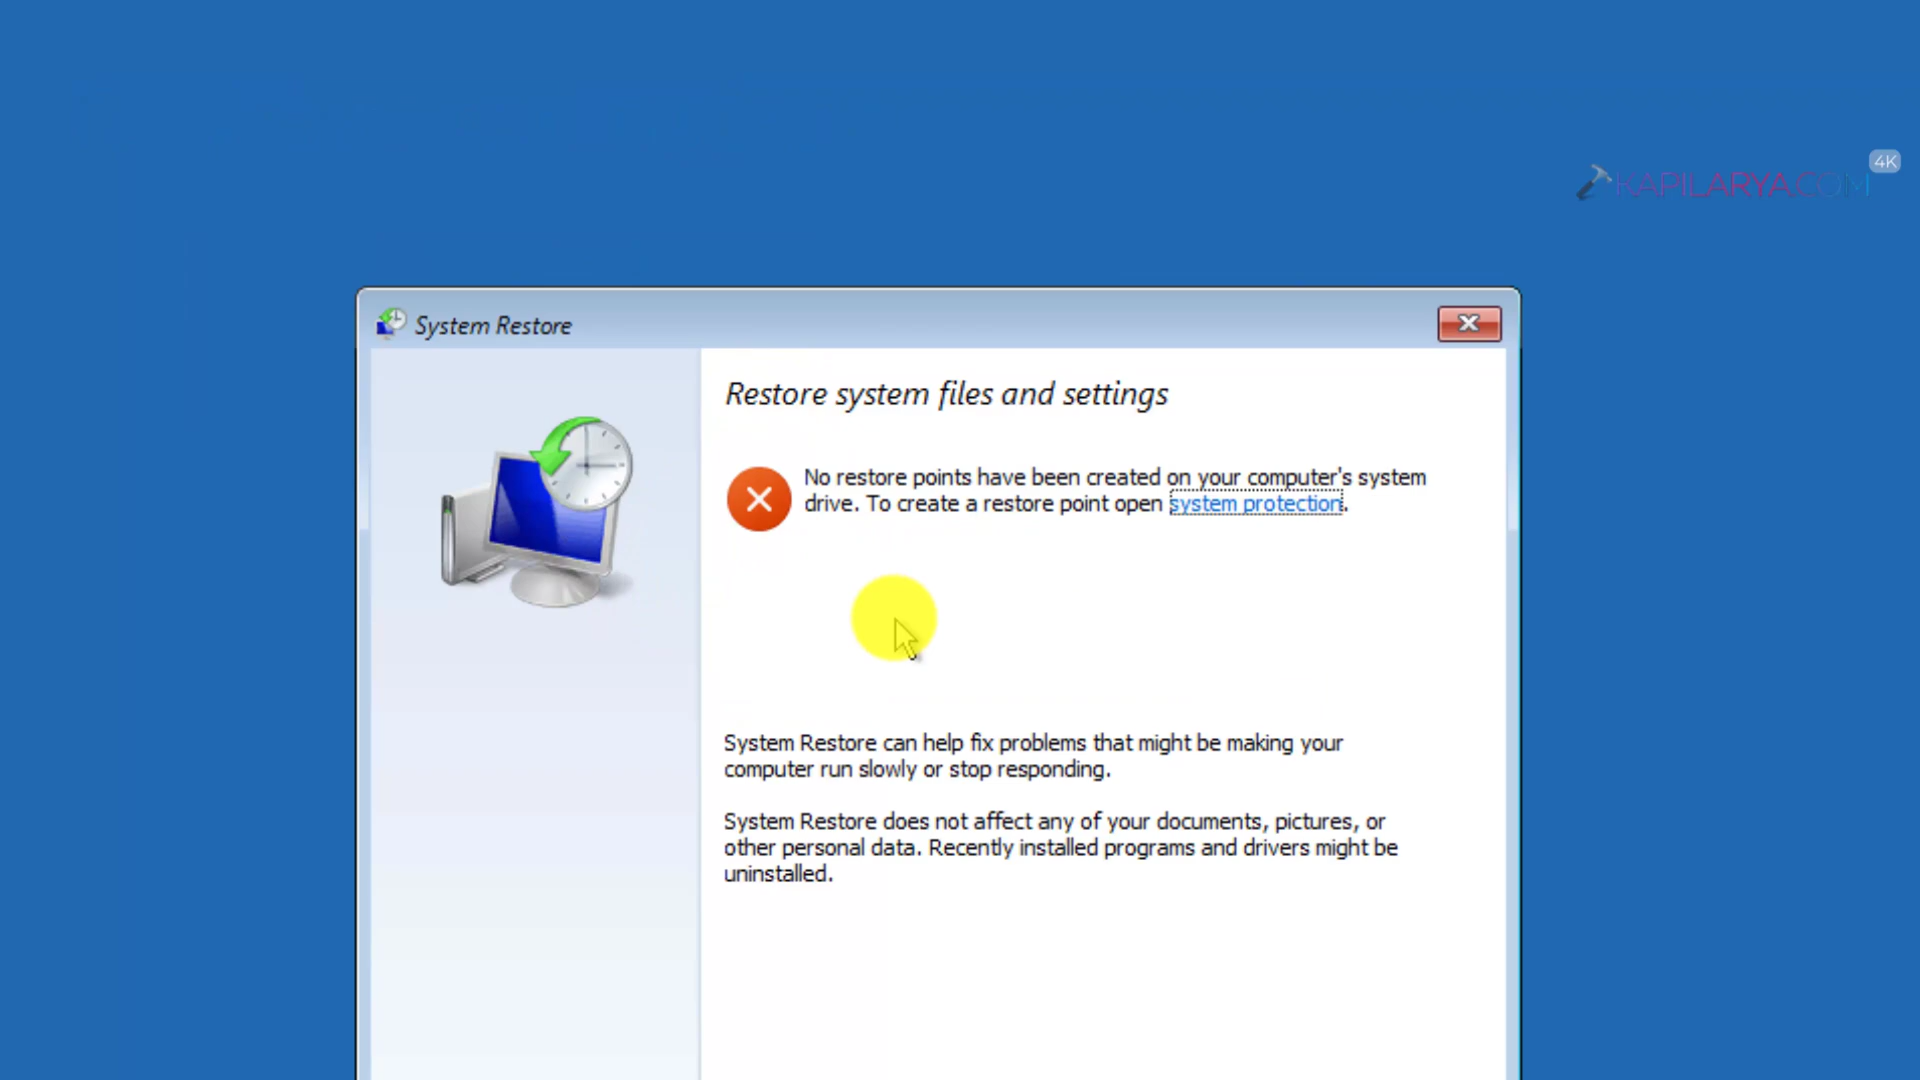 4K
KAPILARYA.COM
System Restore
Restore system files and settings
No restore points have been created on your computer's system
drive. To create a restore point open system protection.
System Restore can help fix problems that might be making your
computer run slowly or stop responding.
System Restore does not affect any of your documents, pictures, or
other personal data. Recently installed programs and drivers might be
uninstalled.